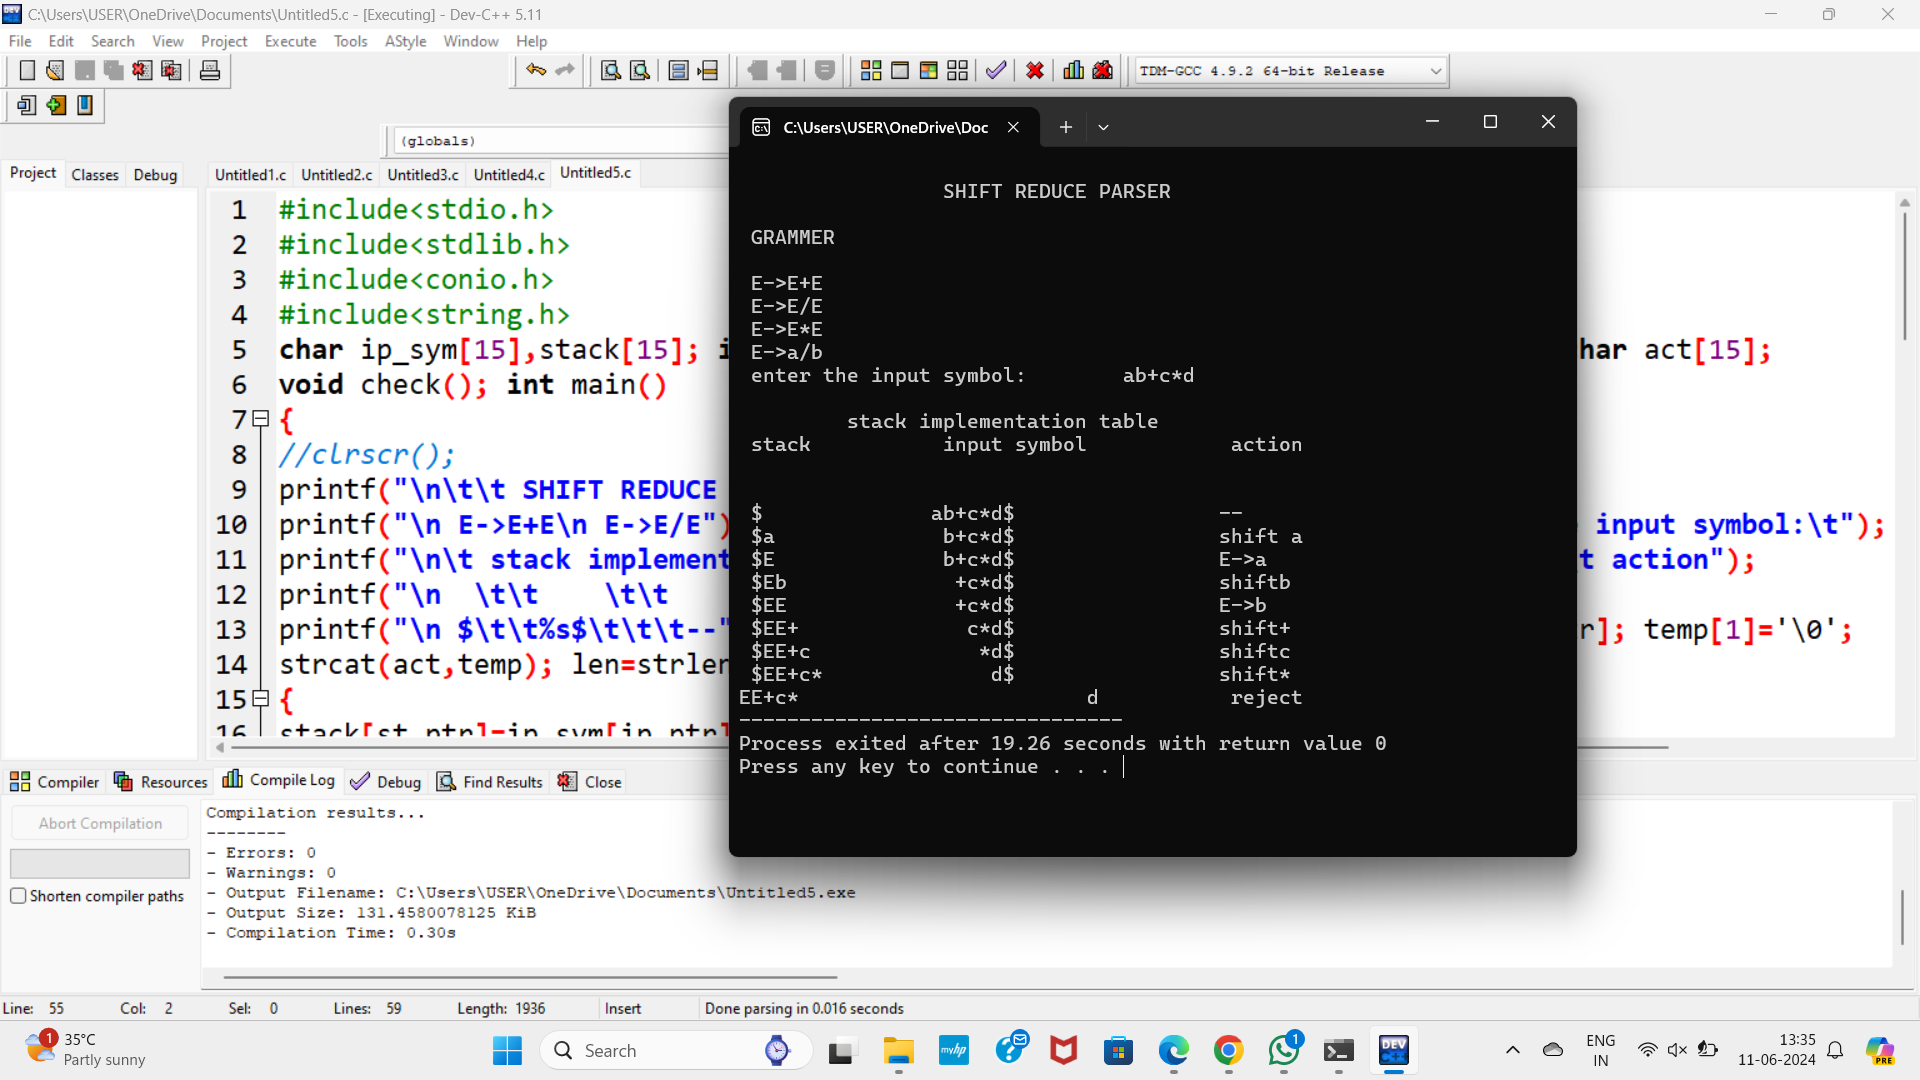 C:\Users\USER\OneDrive\Documents\Untitled5.c - [Executing] - Dev-C++ 5.11
File Edit Search View Project Execute Tools AStyle Window Help
TDM-GCC 4.9.2 64-bit Release
(globals)
Project Classes Debug
Untitled1.c Untitled2.c Untitled3.c Untitled4.c Untitled5.c
1 #include<stdio.h>
2 #include<stdlib.h>
3 #include<conio.h>
4 #include<string.h>
5 char ip_sym[15],stack[15]; har act[15];
6 void check(); int main()
7 {
8 //clrscr();
9 printf("\n\t\t SHIFT REDUCE
10 printf("\n E->E+E\n E->E/E") input symbol:\t");
11 printf("\n\t stack implement t action");
12 printf("\n \t\t \t\t
13 printf("\n $\t\t%s$\t\t\t--" r]; temp[1]='\0';
14 strcat(act,temp); len=strlen
15 {
16 stack[st_ptr]=ip_sym[ip_ptr]
C:\Users\USER\OneDrive\Doc
SHIFT REDUCE PARSER
GRAMMER
E->E+E
E->E/E
E->E*E
E->a/b
enter the input symbol: ab+c*d
stack implementation table
stack input symbol action
$ ab+c*d$ --
$a b+c*d$ shift a
$E b+c*d$ E->a
$Eb +c*d$ shiftb
$EE +c*d$ E->b
$EE+ c*d$ shift+
$EE+c *d$ shiftc
$EE+c* d$ shift*
EE+c* d reject
--------------------------------
Process exited after 19.26 seconds with return value 0
Press any key to continue . . .
Compiler Resources Compile Log Debug Find Results Close
Abort Compilation
Shorten compiler paths
Compilation results...
--------
- Errors: 0
- Warnings: 0
- Output Filename: C:\Users\USER\OneDrive\Documents\Untitled5.exe
- Output Size: 131.4580078125 KiB
- Compilation Time: 0.30s
Line: 55 Col: 2 Sel: 0 Lines: 59 Length: 1936 Insert Done parsing in 0.016 seconds
1
35°C
Partly sunny
Search
myhp
1
DEV
C++
ENG
IN
13:35
11-06-2024
PRE